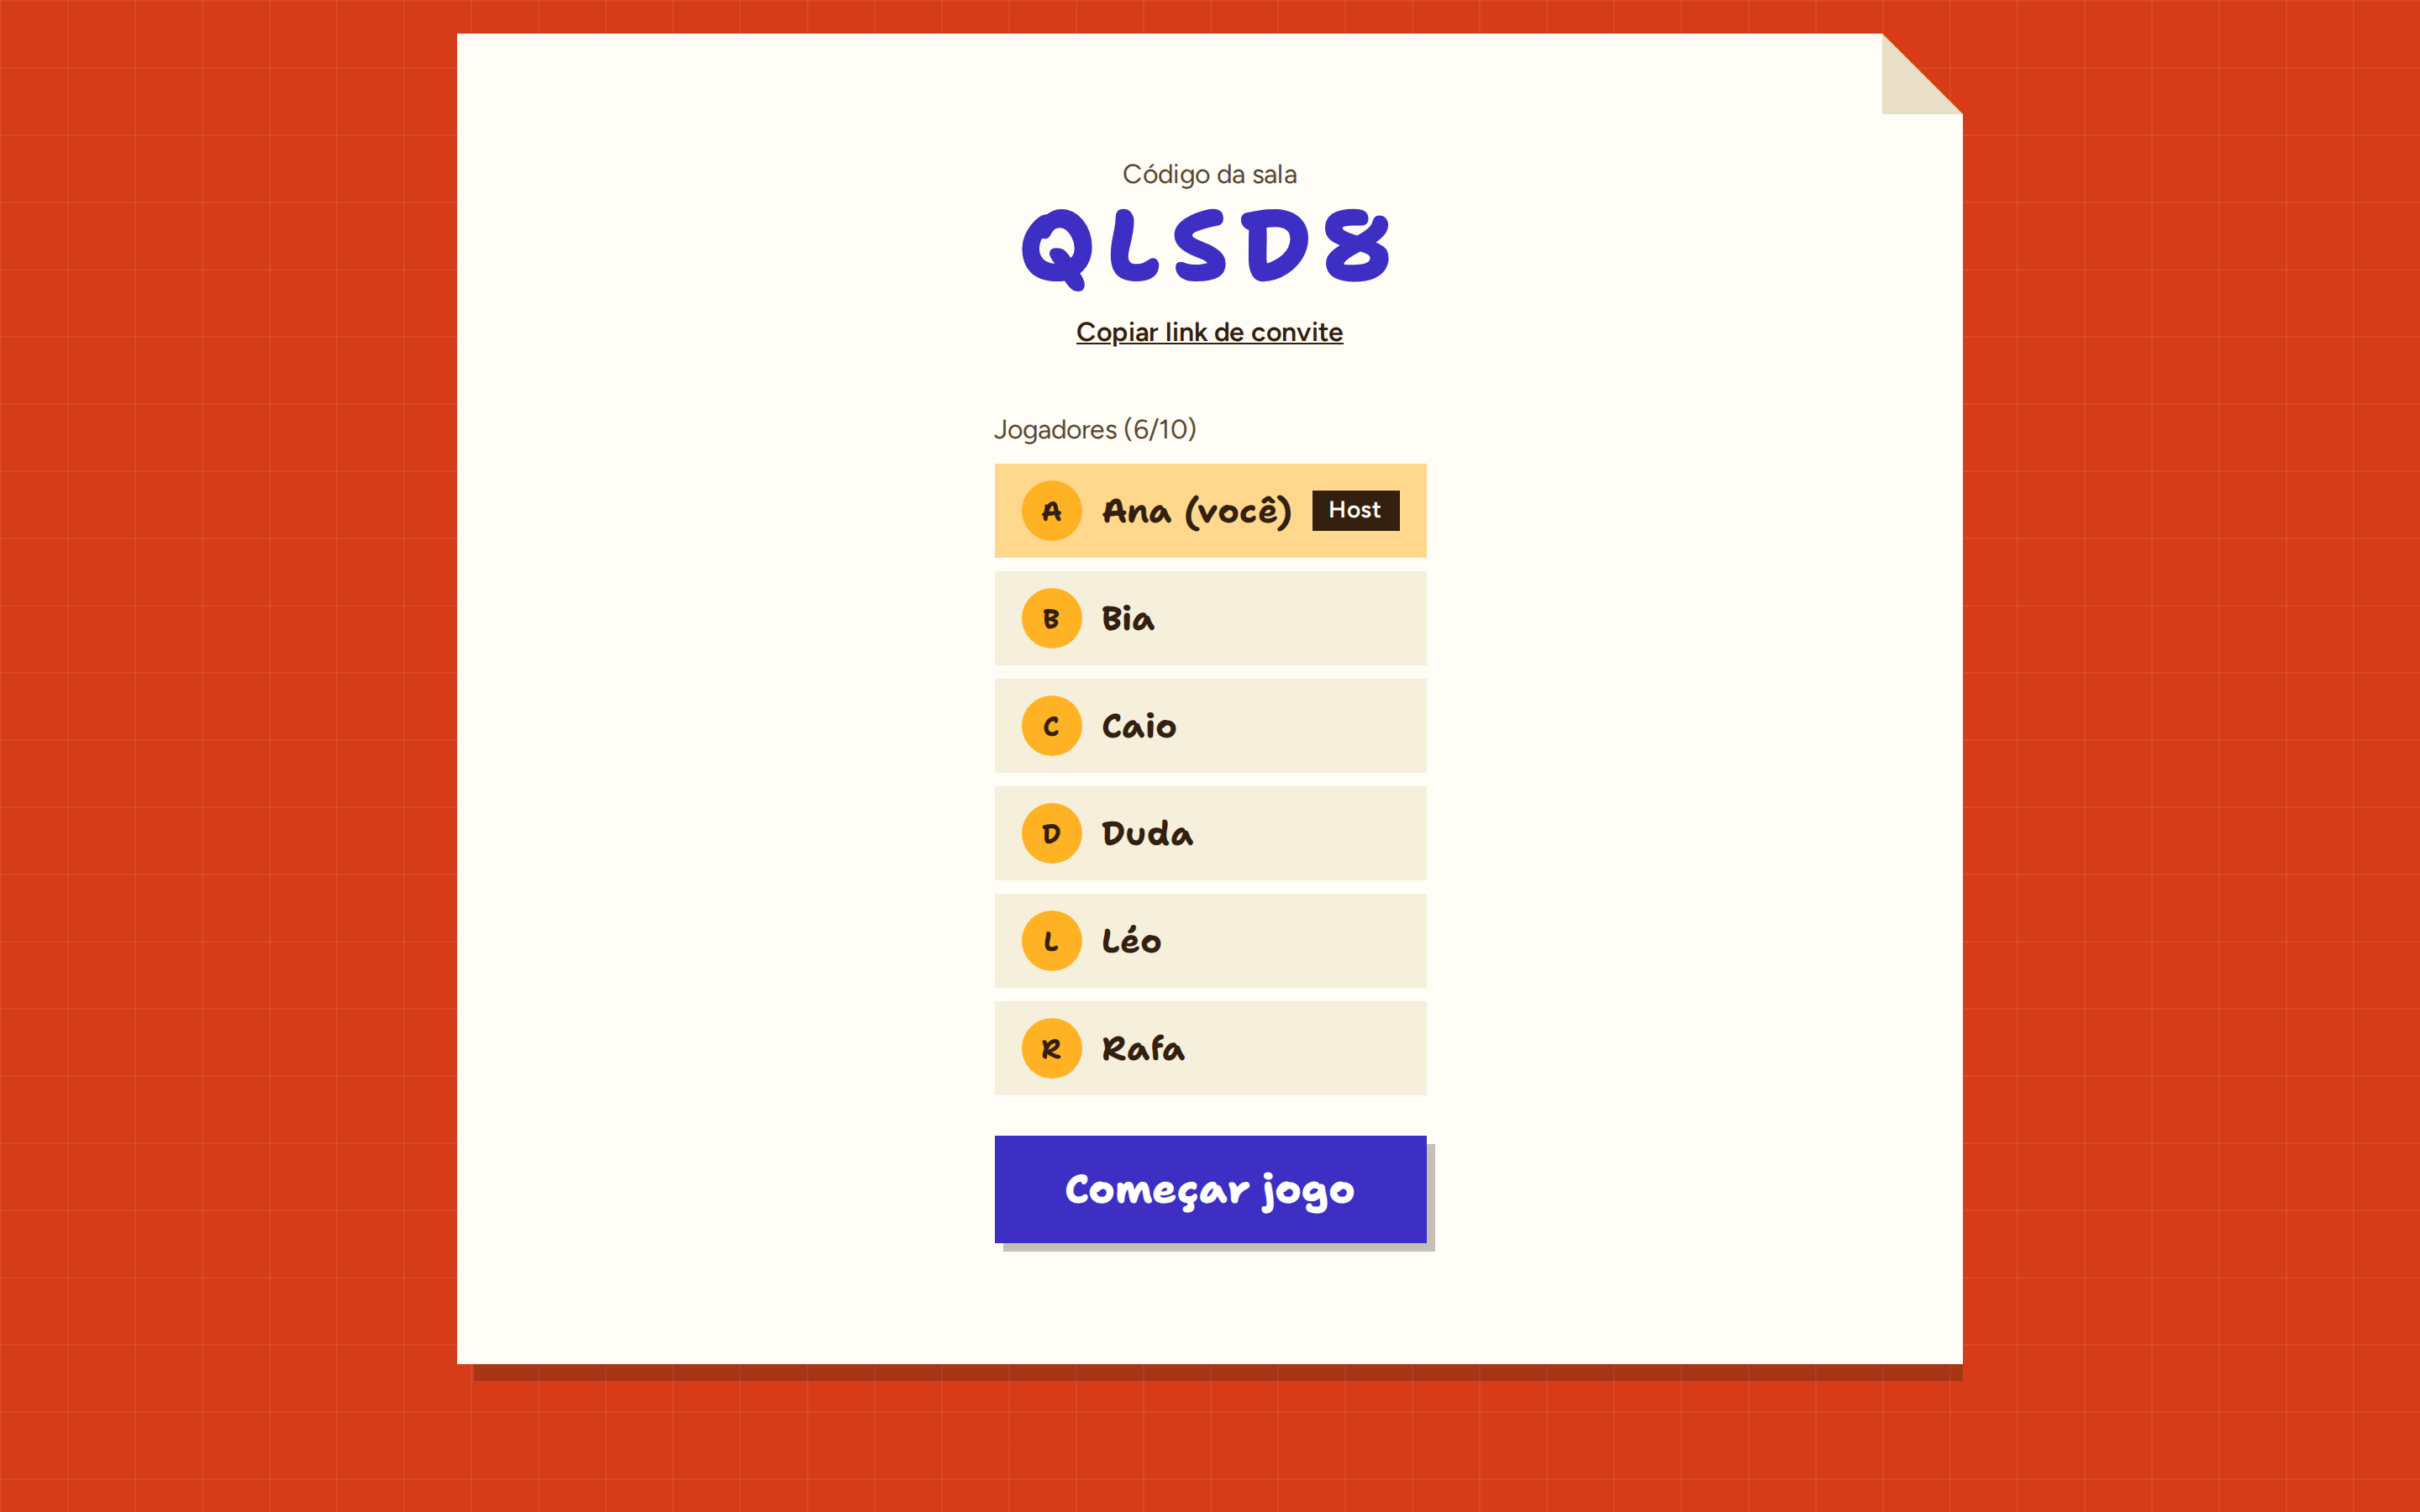 Código da sala
QLSD8
Copiar link de convite
Jogadores (6/10)
A Ana (você) Host
B Bia
C Caio
D Duda
L Léo
R Rafa
Começar jogo